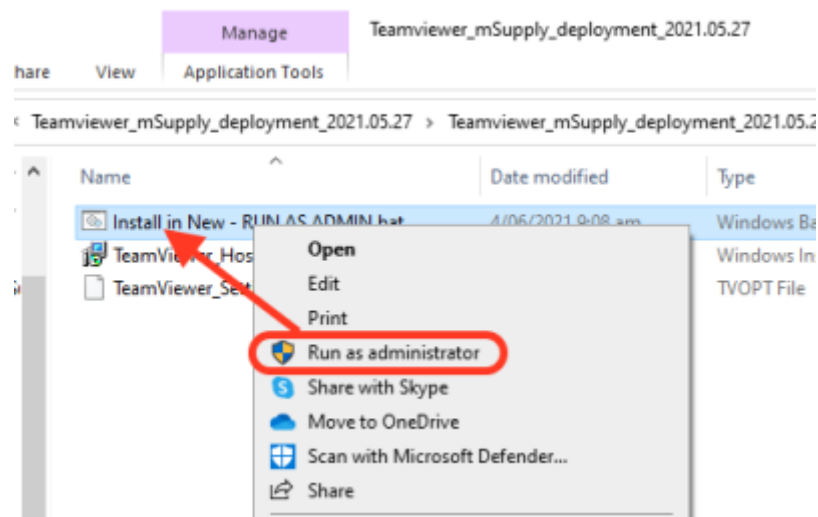 Manage
Teamviewer_mSupply_deployment_2021.05.27
hare View Application Tools
Teamviewer_mSupply_deployment_2021.05.27 > Teamviewer_mSupply_deployment_2021.05.2
Name Date modified Type
Install in New - RUN AS ADMIN.bat 4/06/2021 9:08 am Windows Ba
TeamViewer_Hos Windows In
TeamViewer_Sett TVOPT File
Open
Edit
Print
Run as administrator
Share with Skype
Move to OneDrive
Scan with Microsoft Defender...
Share